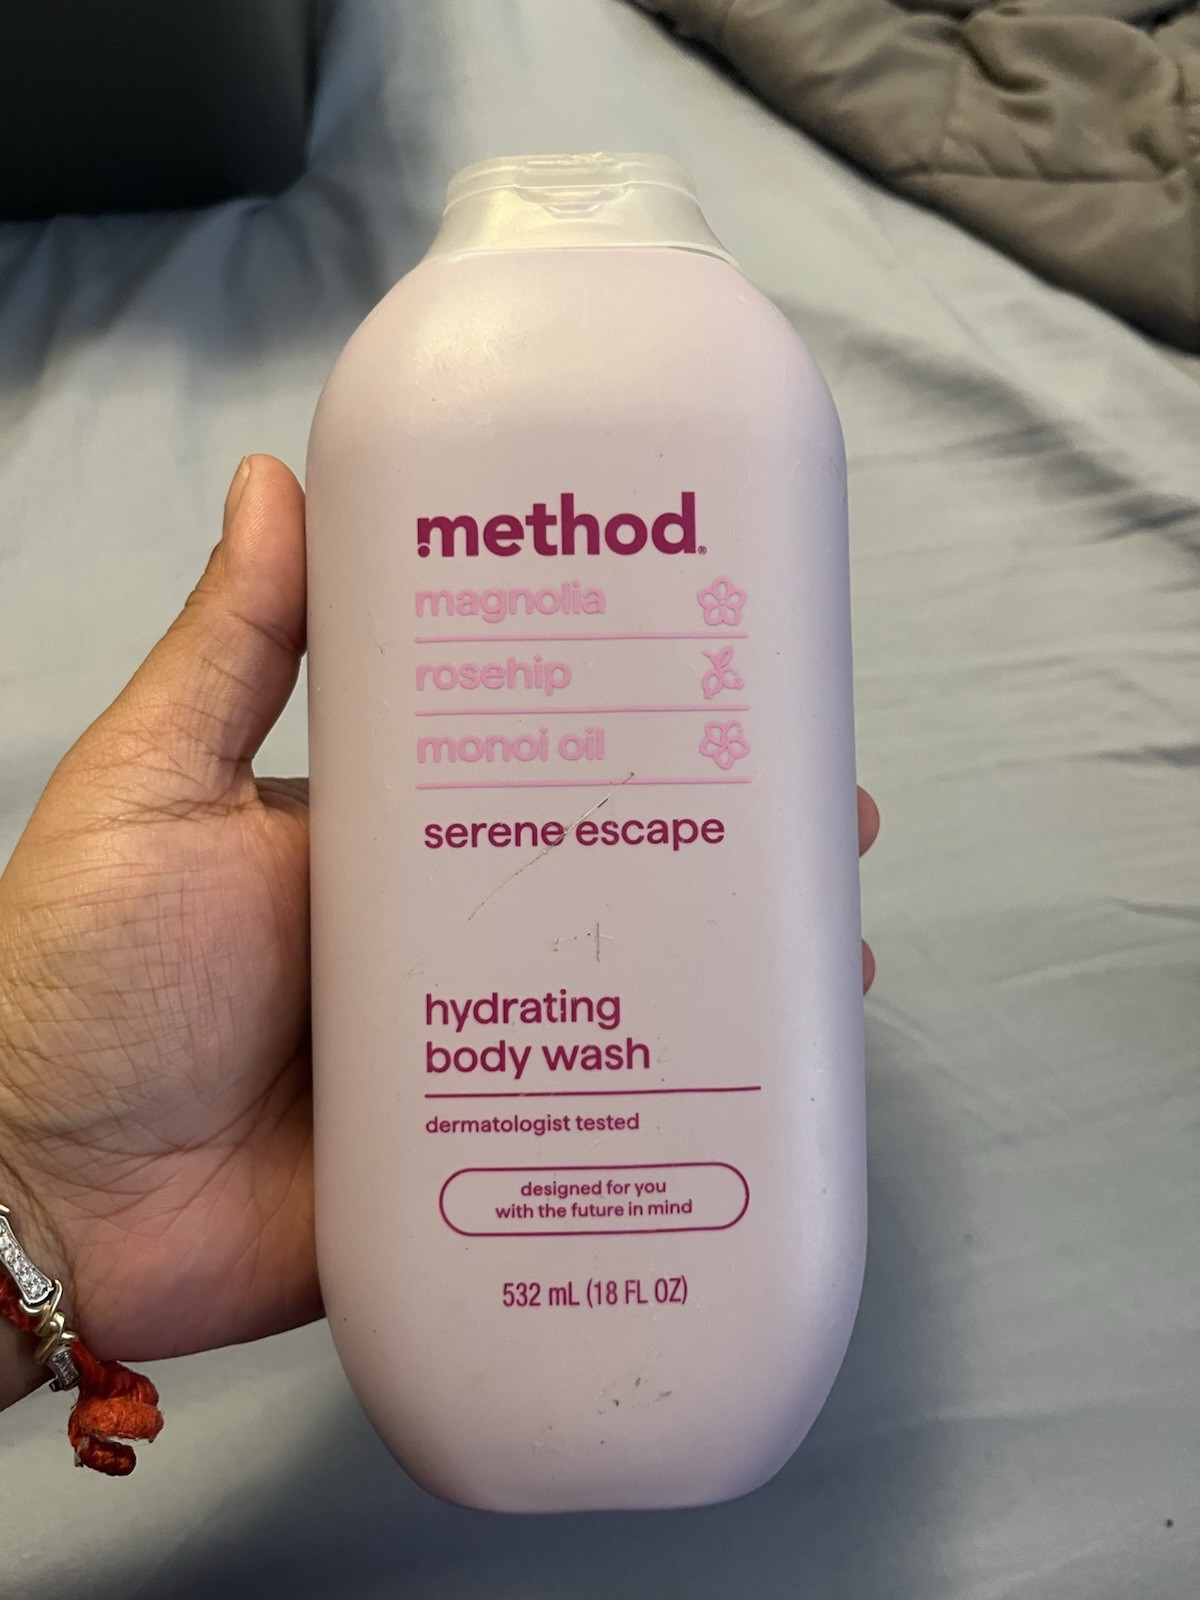 method®
magnolia
rosehip
monoi oil
serene escape
hydrating
body wash
dermatologist tested
designed for you
with the future in mind
532 mL (18 FL OZ)